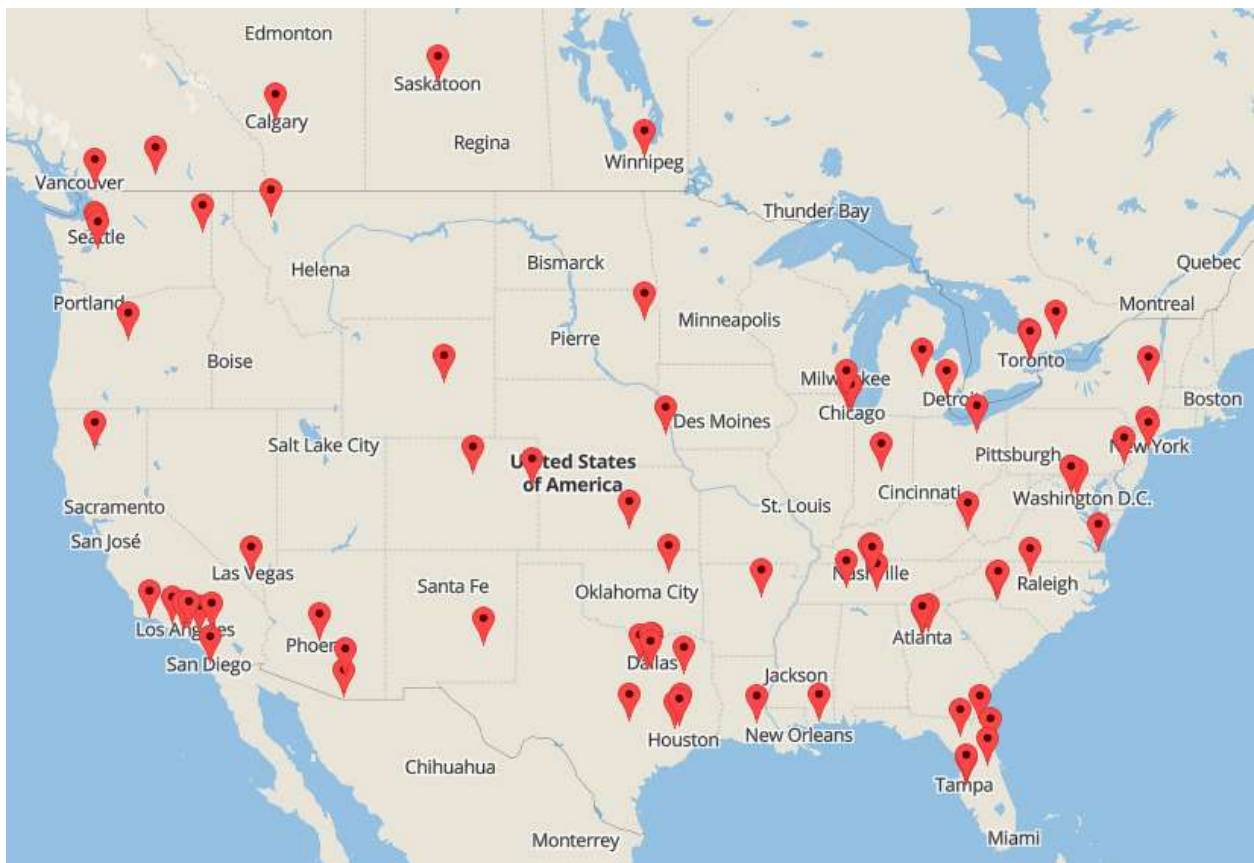 Edmonton
Saskatoon
Calgary
Regina
Winnipeg
Vancouver
Thunder Bay
Seattle
Quebec
Helena
Bismarck
Portland
Montreal
Minneapolis
Pierre
Toronto
Boise
Milwaukee
Detroit
Boston
Chicago
Des Moines
Salt Lake City
New York
Pittsburgh
United States
of America
Cincinnati
Washington D.C.
Sacramento
St. Louis
San José
Las Vegas
Nashville
Raleigh
Santa Fe
Oklahoma City
Los Angeles
Atlanta
Phoenix
San Diego
Dallas
Jackson
Houston
New Orleans
Chihuahua
Tampa
Monterrey
Miami